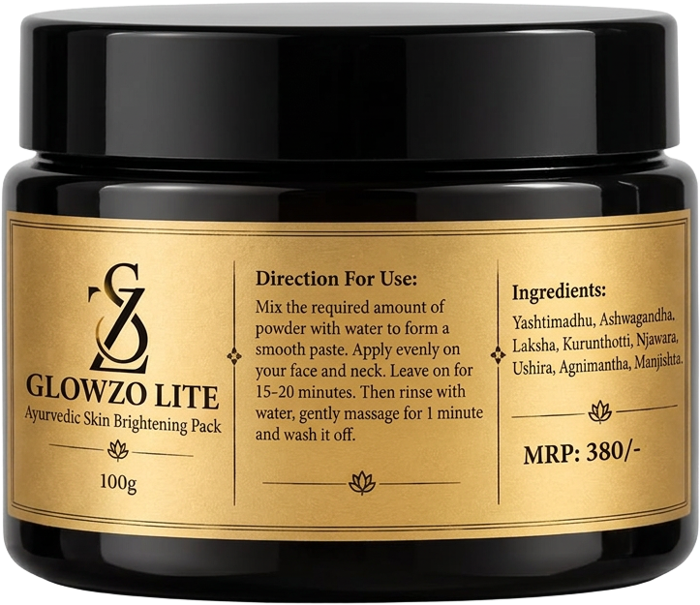 GLOWZO LITE
Ayurvedic Skin Brightening Pack
100g
Direction For Use:
Mix the required amount of
powder with water to form a
smooth paste. Apply evenly on
your face and neck. Leave on for
15-20 minutes. Then rinse with
water, gently massage for 1 minute
and wash it off.
Ingredients:
Yashtimadhu, Ashwagandha.
Laksha, Kurunthotti, Njawara,
Ushira, Agnimantha, Manjishta.
MRP: 380/-